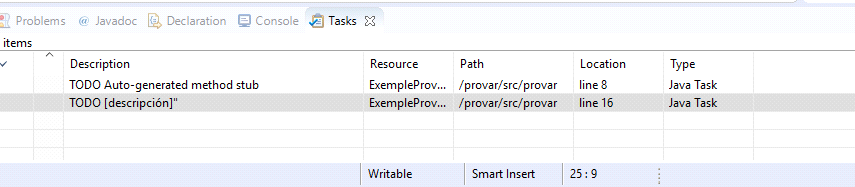 Problems @ Javadoc Declaration Console Tasks
items
Description Resource Path Location Type
TODO Auto-generated method stub ExempleProv... /provar/src/provar line 8 Java Task
TODO [descripción]" ExempleProv... /provar/src/provar line 16 Java Task
Writable Smart Insert 25 : 9